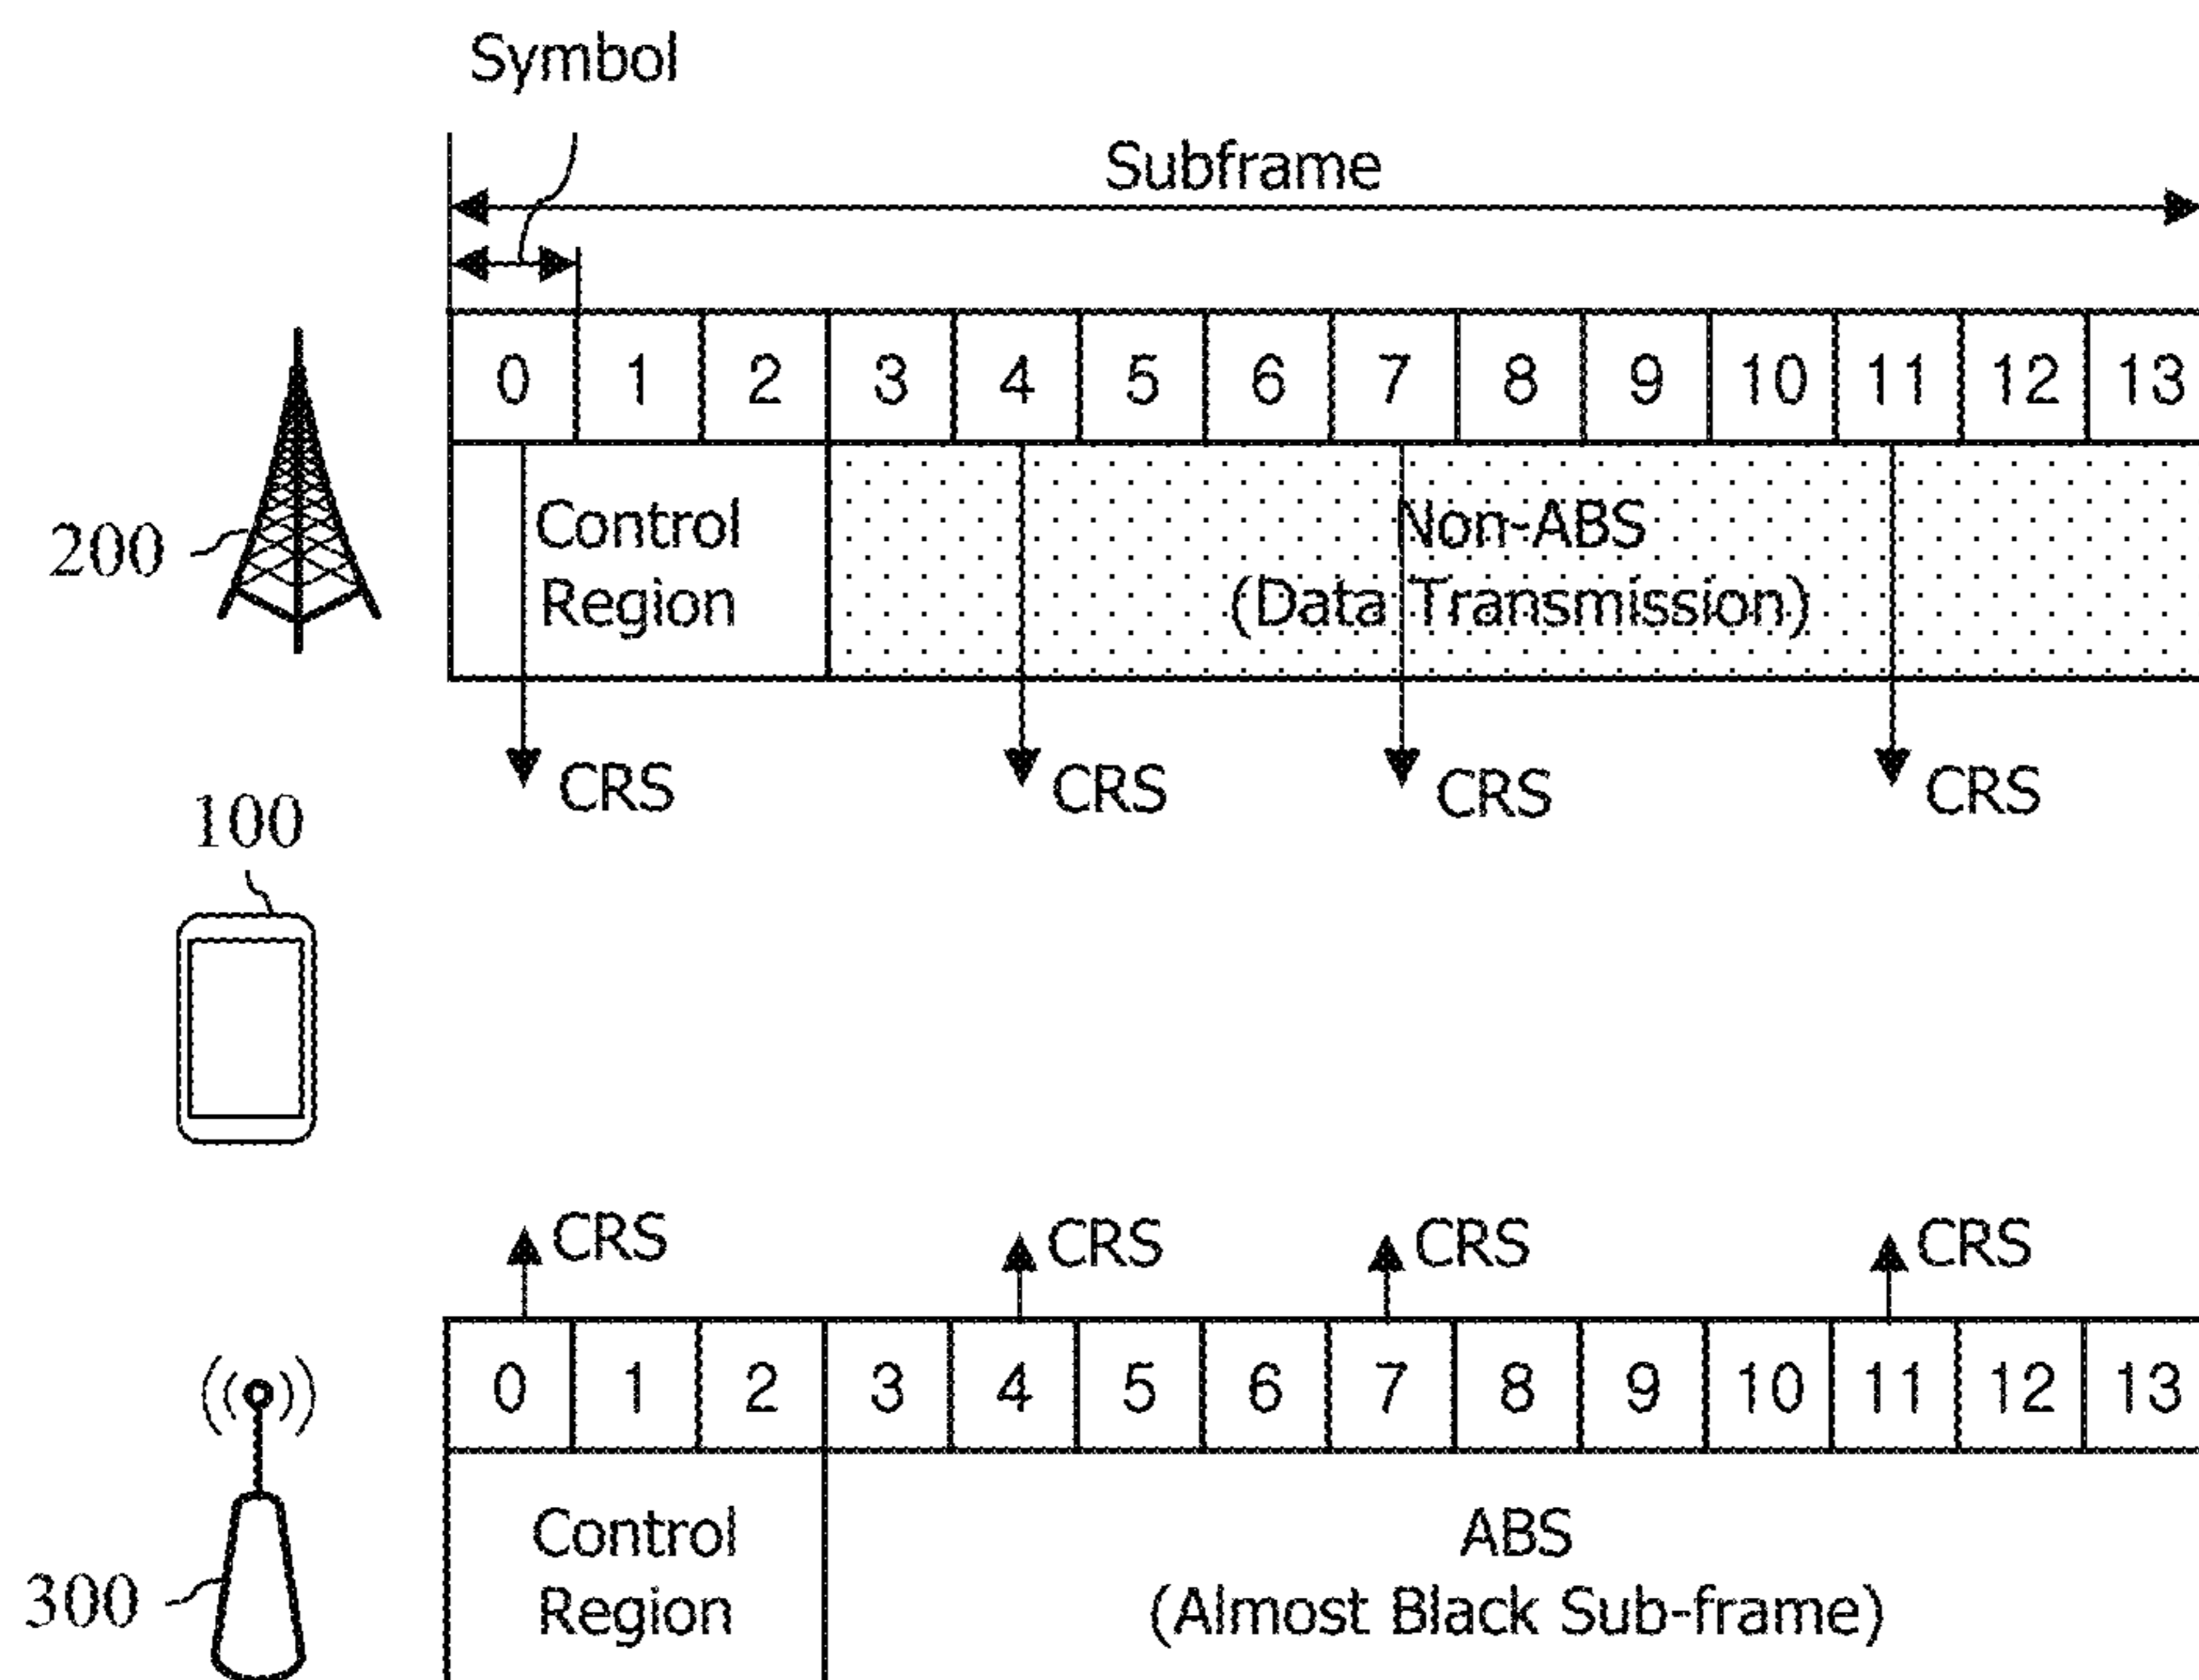 Symbol
Subframe
0 1 2 3 4 5 6 7 8 9 10 11 12 13
200
Control
Region
Non-ABS
(Data Transmission)
CRS CRS CRS CRS
100
CRS CRS CRS CRS
0 1 2 3 4 5 6 7 8 9 10 11 12 13
300
Control
Region
ABS
(Almost Black Sub-frame)